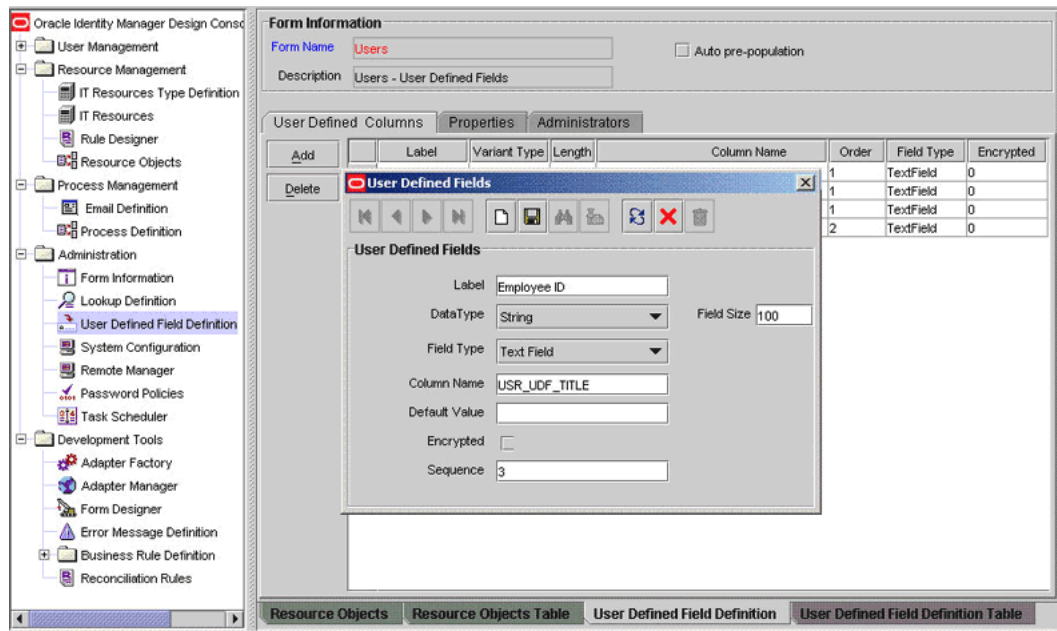 Oracle Identity Manager Design Consc
User Management
Resource Management
IT Resources Type Definition
IT Resources
Rule Designer
Resource Objects
Process Management
Email Definition
Process Definition
Administration
Form Information
Lookup Definition
User Defined Field Definition
System Configuration
Remote Manager
Password Policies
Task Scheduler
Development Tools
Adapter Factory
Adapter Manager
Form Designer
Error Message Definition
Business Rule Definition
Reconciliation Rules
Form Information
Form Name Users Auto pre-population
Description Users - User Defined Fields
User Defined Columns Properties Administrators
Add Label Variant Type Length Column Name Order Field Type Encrypted
1 TextField 0
Delete
1 TextField 0
1 TextField 0
2 TextField 0
User Defined Fields
User Defined Fields
Label Employee ID
DataType String Field Size 100
Field Type Text Field
Column Name USR_UDF_TITLE
Default Value
Encrypted
Sequence 3
Resource Objects Resource Objects Table User Defined Field Definition User Defined Field Definition Table